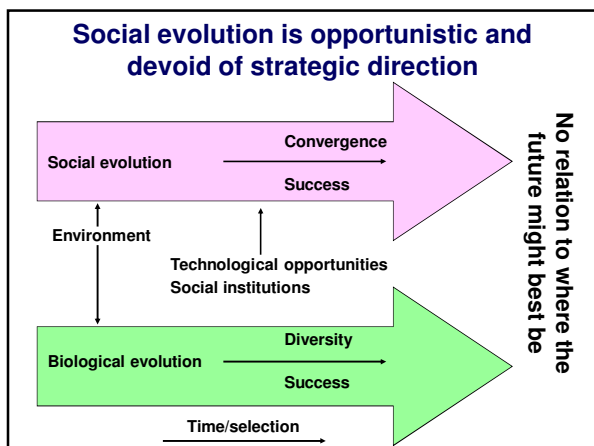 Social evolution is opportunistic and
devoid of strategic direction
Convergence
Social evolution
Success
Environment
Technological opportunities
Social institutions
Diversity
Biological evolution
Success
Time/selection
No relation to where the
future might best be